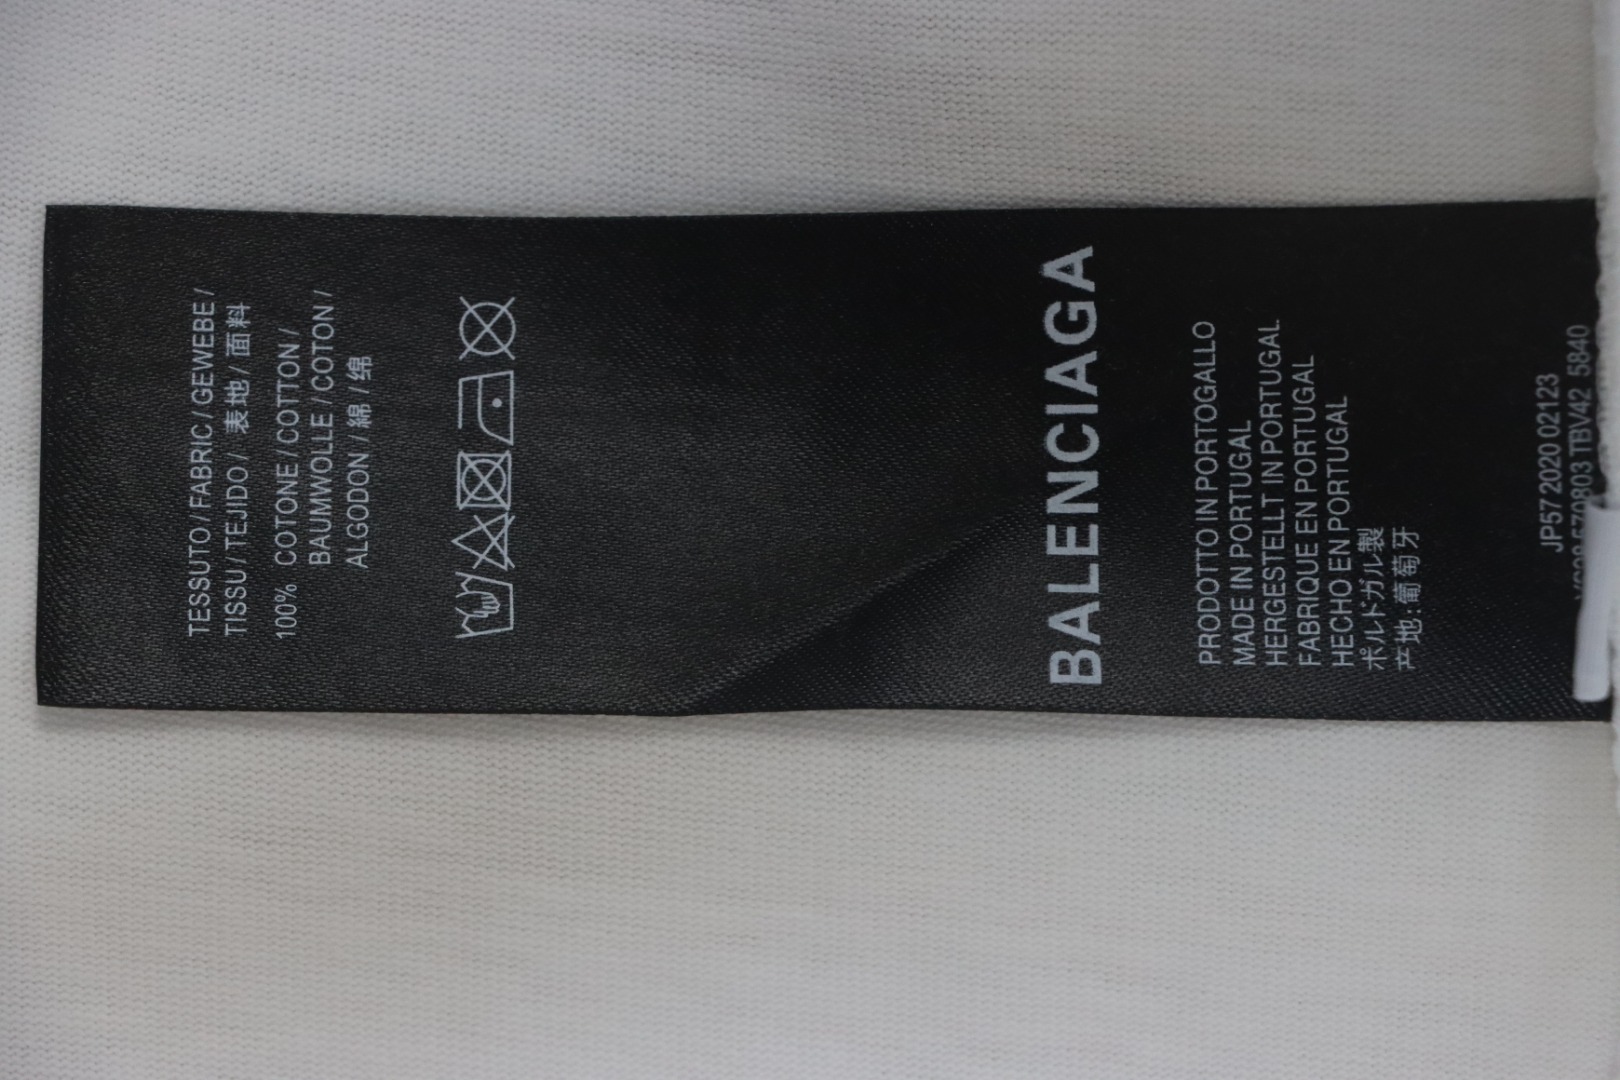 TESSUTO / FABRIC / GEWEBE /
TISSU / TEJIDO / 表地 / 面料
100% COTONE / COTTON /
BAUMWOLLE / COTON /
ALGODON / 綿 / 绵
BALENCIAGA
PRODOTTO IN PORTOGALLO
MADE IN PORTUGAL
HERGESTELLT IN PORTUGAL
FABRIQUE EN PORTUGAL
HECHO EN PORTUGAL
ポルトガル製
产地: 葡萄牙
JP57 2020 02123
570803 TBV42 5840